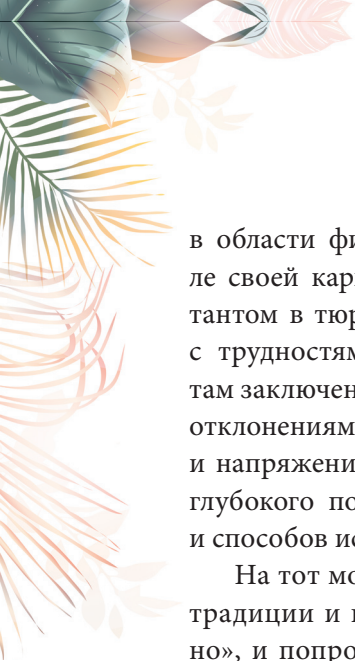 в области фи
ле своей кар
тантом в тюр
с трудностям
там заключен
отклонениям
и напряжени
глубокого по
и способов ис
На тот мо
традиции и
но», и попро